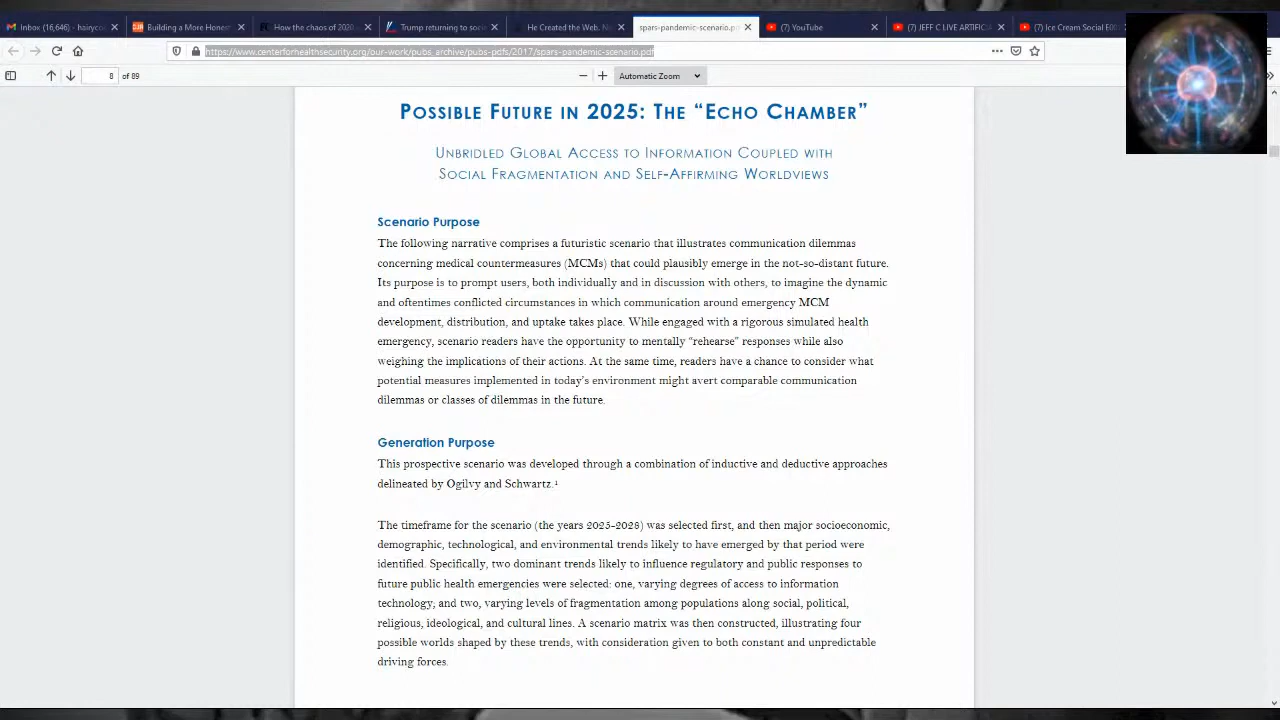 Inbox (16,646) - hairyc
Building a More Hones
How the chaos of 2020
Trump returning to soci
He Created the Web. N
spars-pandemic-scenario.p
(7) YouTube
(7) JEFF C LIVE ARTIFICI
(7) Ice Cream Social E00
https://www.centerforhealthsecurity.org/our-work/pubs_archive/pubs-pdfs/2017/spars-pandemic-scenario.pdf
8 of 89
Automatic Zoom
Possible Future in 2025: The “Echo Chamber”
Unbridled Global Access to Information Coupled with
Social Fragmentation and Self-Affirming Worldviews
Scenario Purpose
The following narrative comprises a futuristic scenario that illustrates communication dilemmas
concerning medical countermeasures (MCMs) that could plausibly emerge in the not-so-distant future.
Its purpose is to prompt users, both individually and in discussion with others, to imagine the dynamic
and oftentimes conflicted circumstances in which communication around emergency MCM
development, distribution, and uptake takes place. While engaged with a rigorous simulated health
emergency, scenario readers have the opportunity to mentally “rehearse” responses while also
weighing the implications of their actions. At the same time, readers have a chance to consider what
potential measures implemented in today’s environment might avert comparable communication
dilemmas or classes of dilemmas in the future.
Generation Purpose
This prospective scenario was developed through a combination of inductive and deductive approaches
delineated by Ogilvy and Schwartz.¹
The timeframe for the scenario (the years 2025-2028) was selected first, and then major socioeconomic,
demographic, technological, and environmental trends likely to have emerged by that period were
identified. Specifically, two dominant trends likely to influence regulatory and public responses to
future public health emergencies were selected: one, varying degrees of access to information
technology; and two, varying levels of fragmentation among populations along social, political,
religious, ideological, and cultural lines. A scenario matrix was then constructed, illustrating four
possible worlds shaped by these trends, with consideration given to both constant and unpredictable
driving forces.